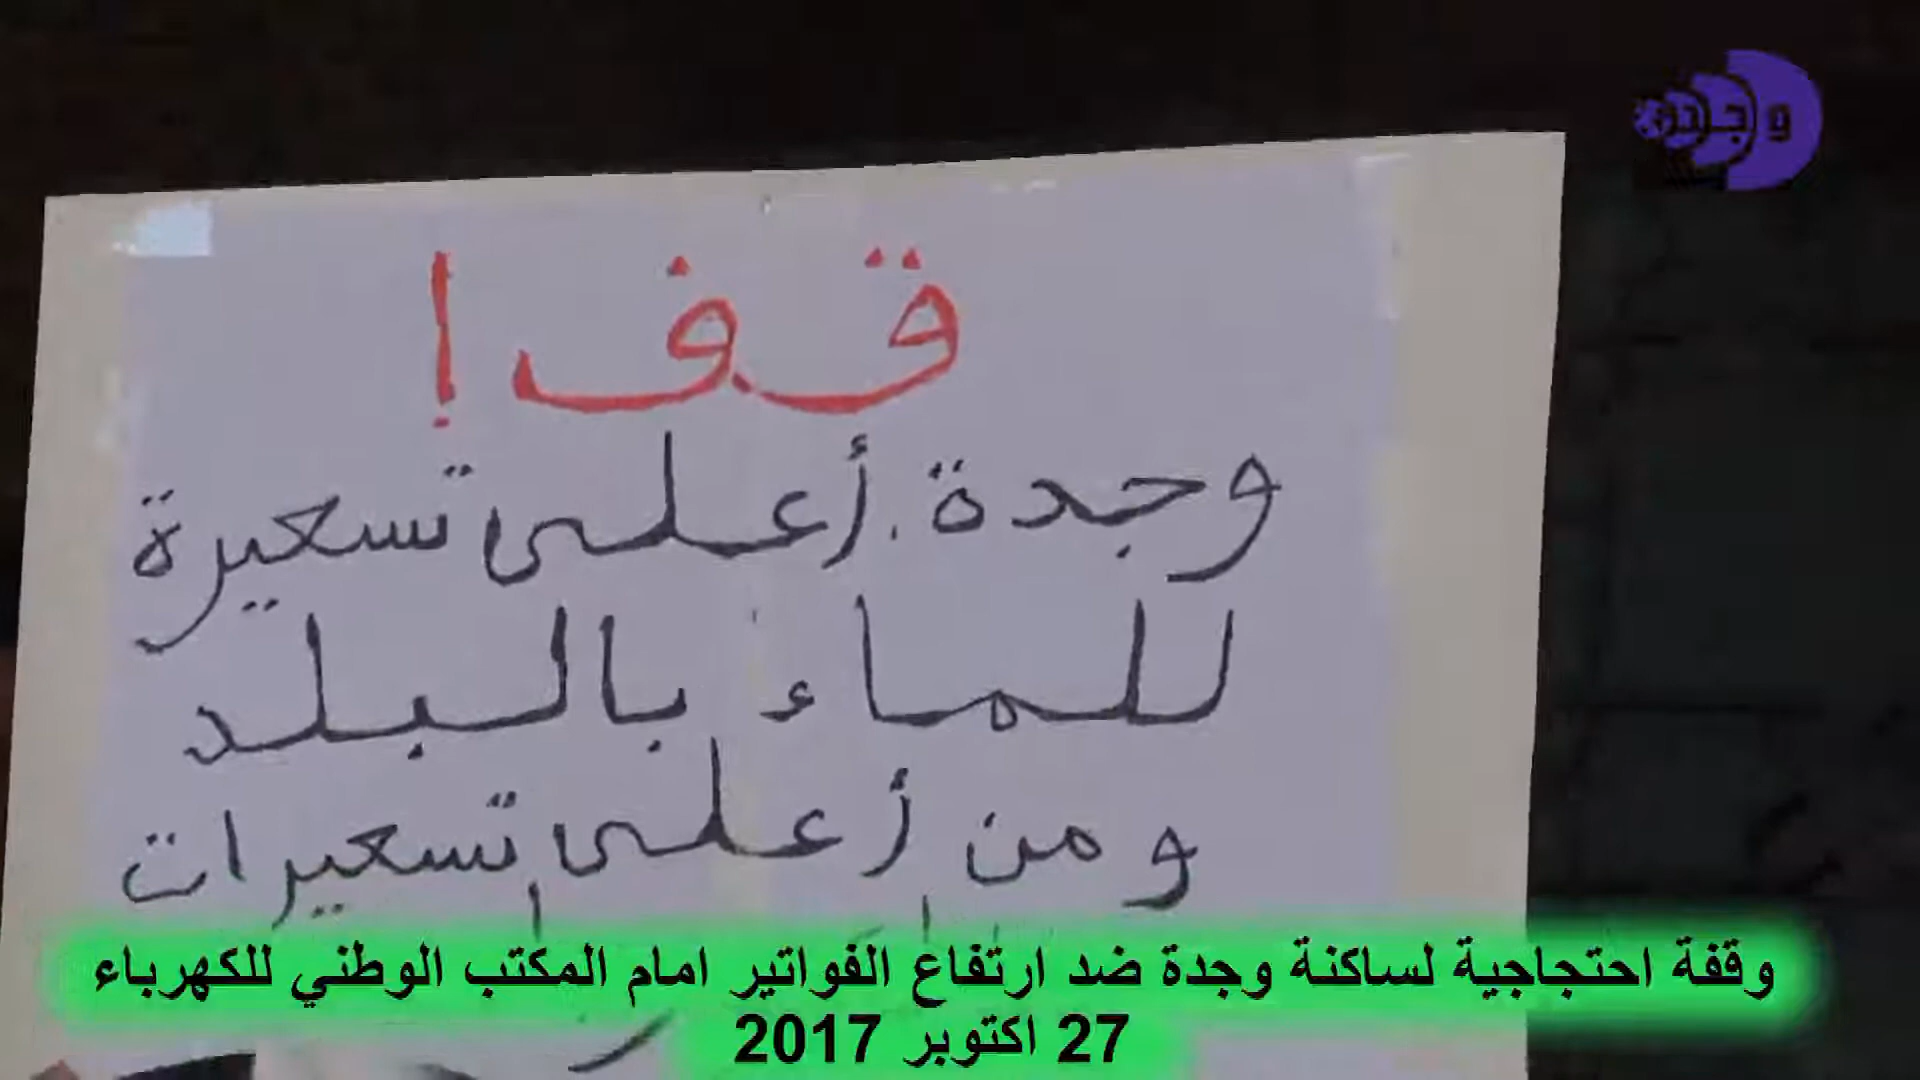 وجدة
قف!
وجدة. أعلى تسعيرة
للماء بالبلد
ومن أعلى تسعيرات
وقفة احتجاجية لساكنة وجدة ضد ارتفاع الفواتير امام المكتب الوطني للكهرباء
27 اكتوبر 2017